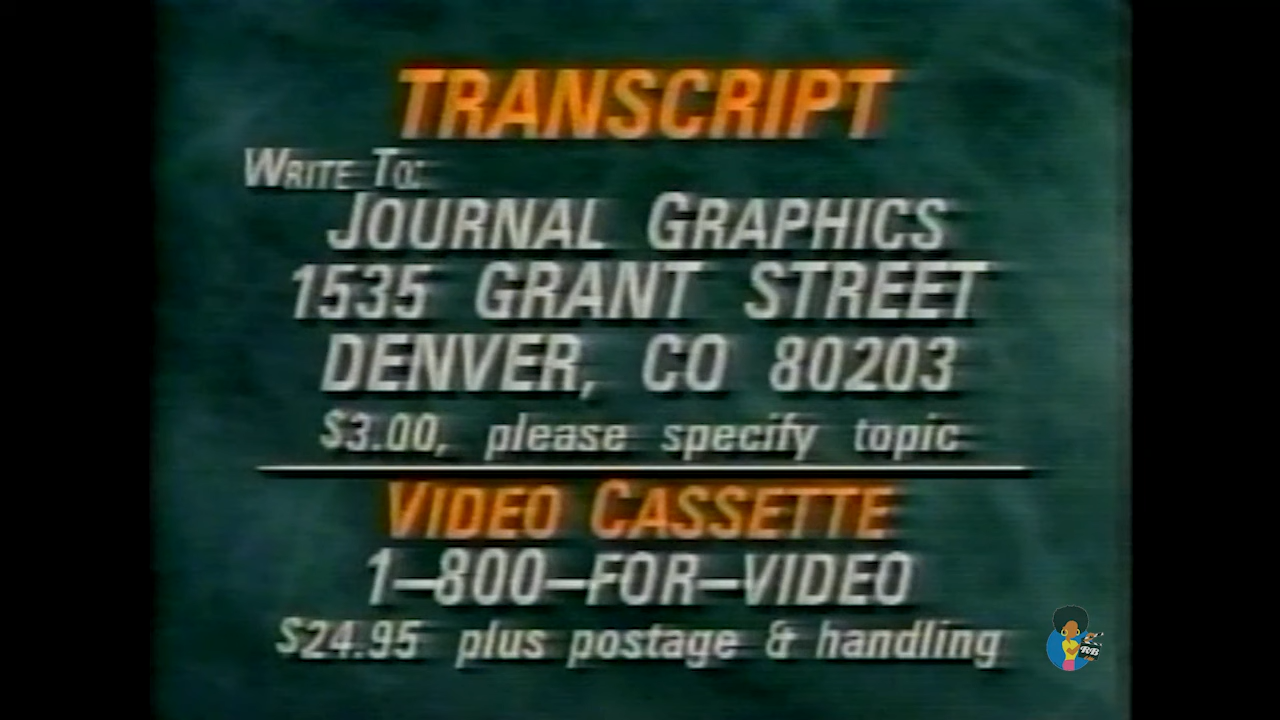 TRANSCRIPT
WRITE TO:
JOURNAL GRAPHICS
1535 GRANT STREET
DENVER, CO 80203
$3.00, please specify topic
VIDEO CASSETTE
1-800-FOR-VIDEO
$24.95 plus postage & handling
RB